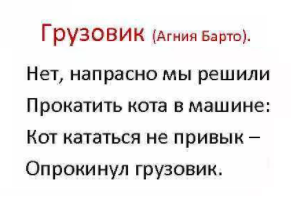 Грузовик (Агния Барто).
Нет, напрасно мы решили
Прокатить кота в машине:
Кот кататься не привык –
Опрокинул грузовик.